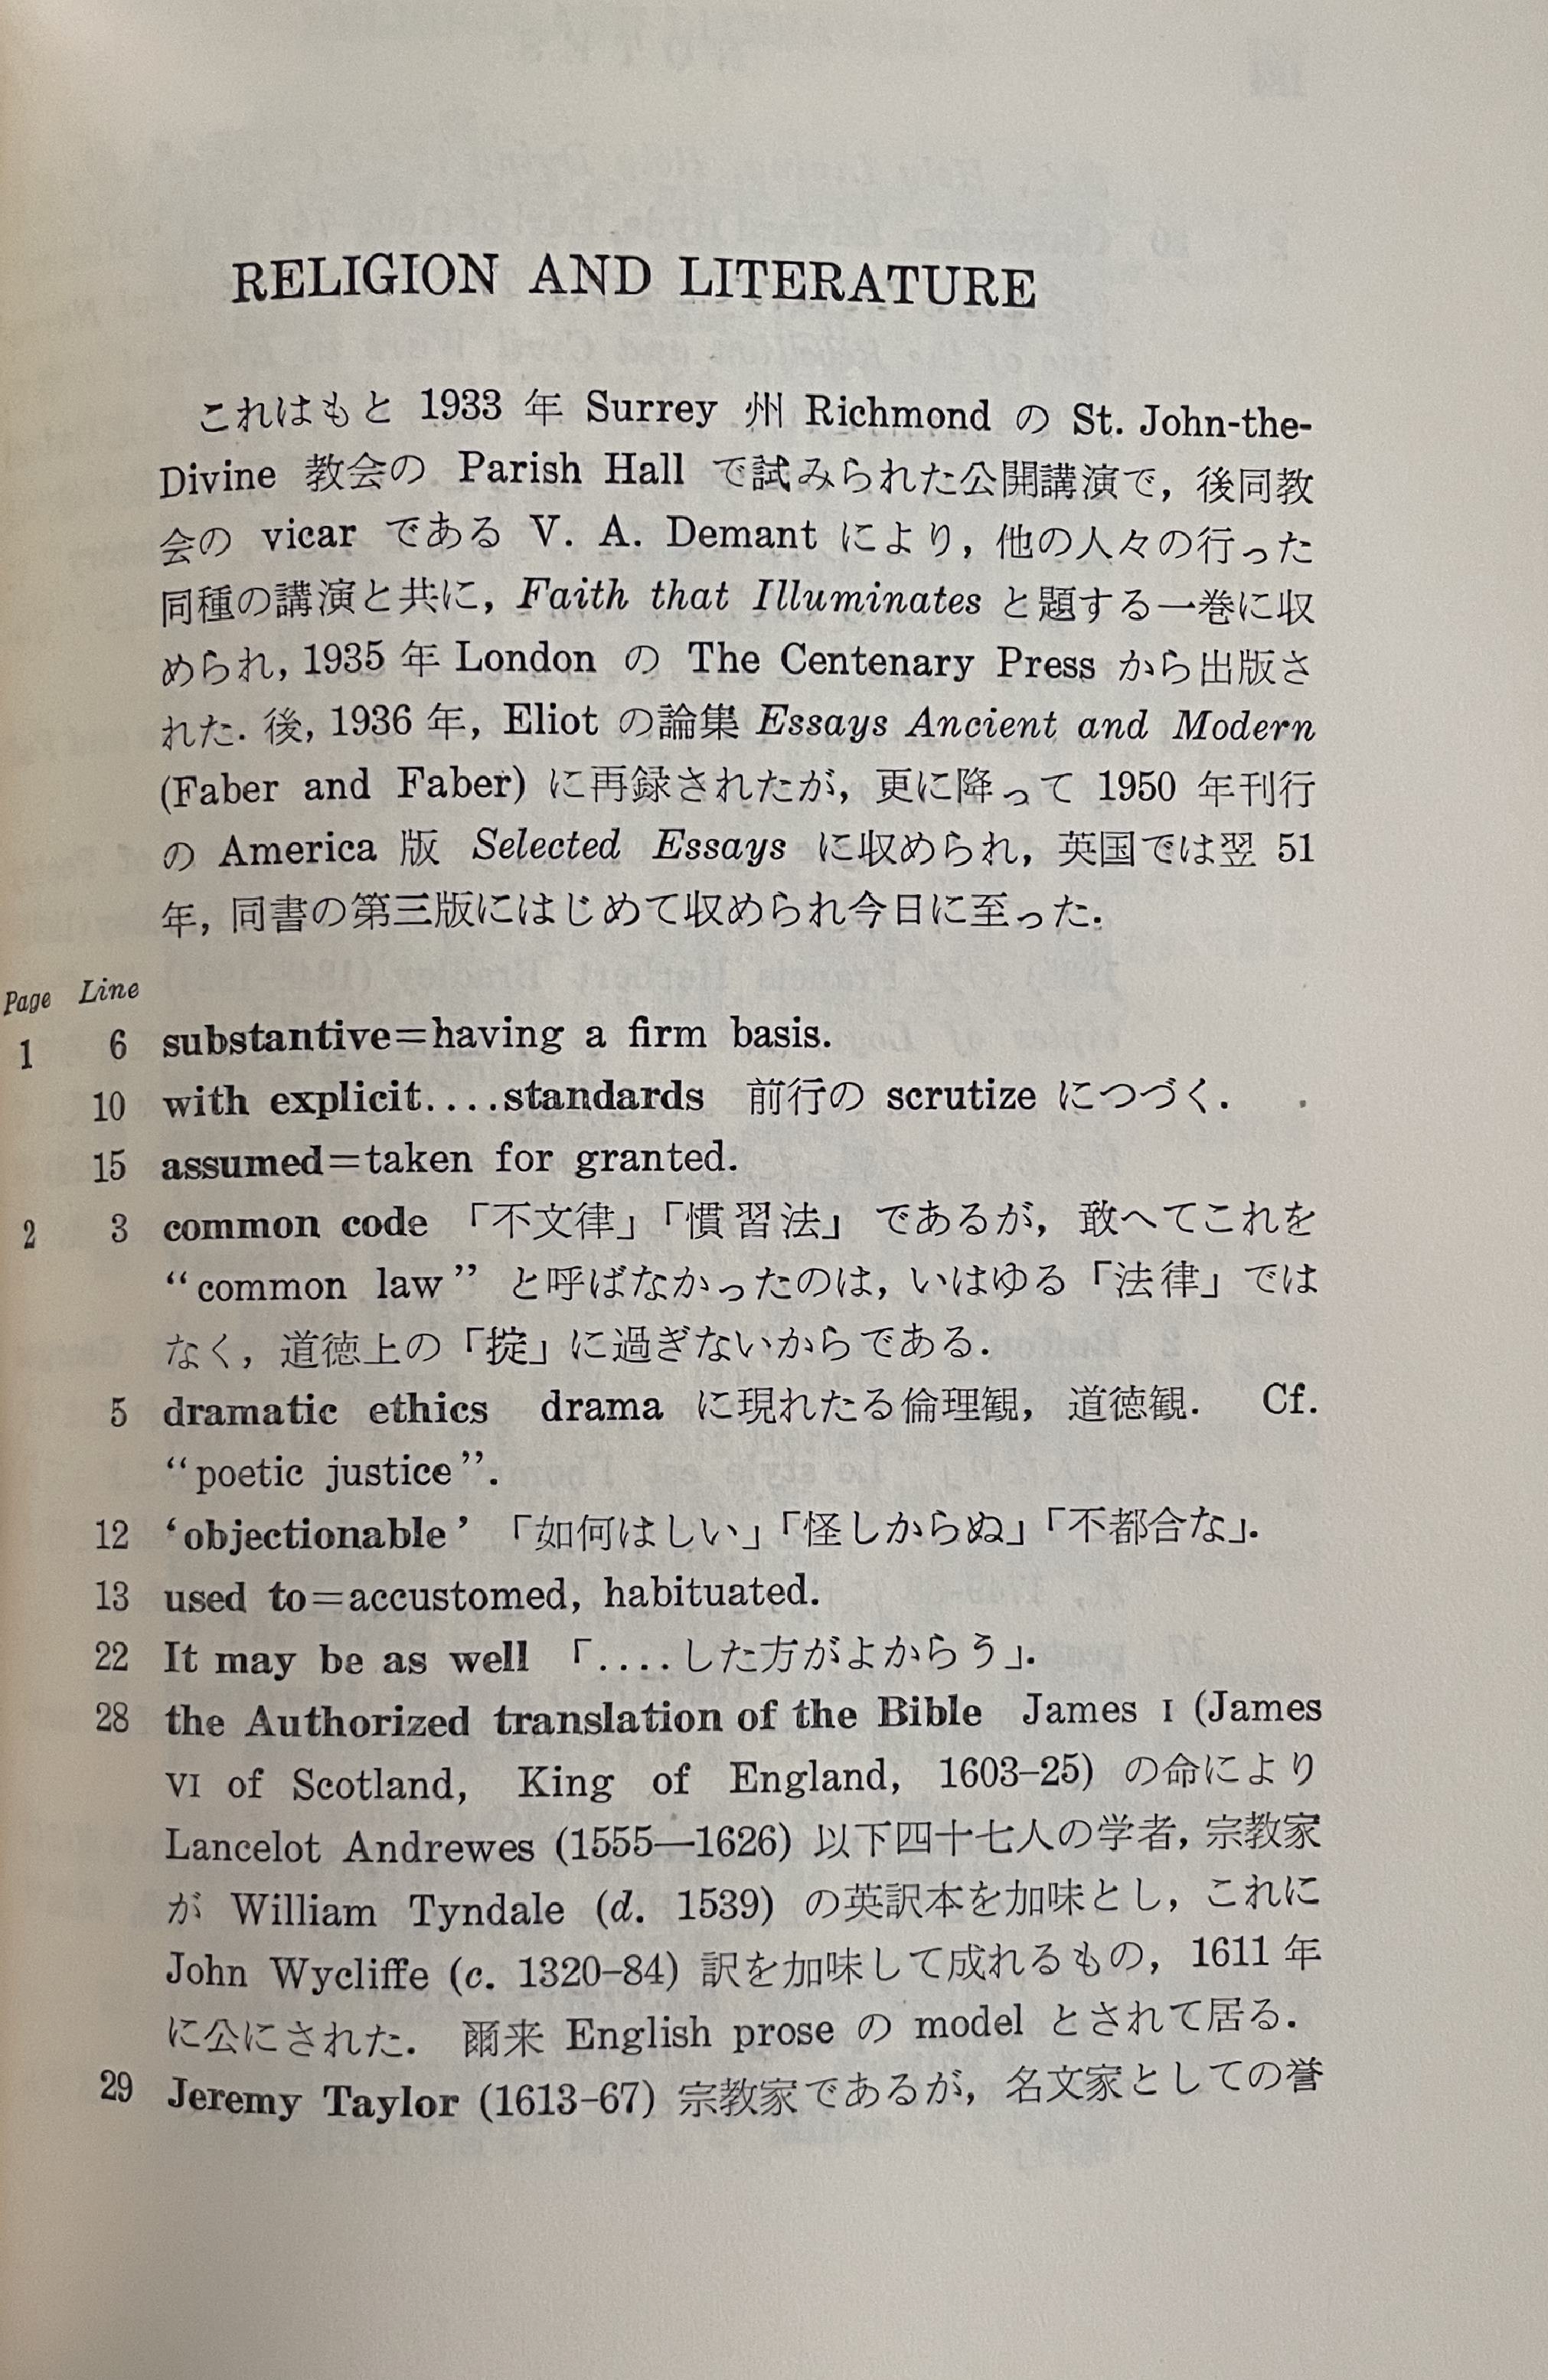 RELIGION AND LITERATURE
これはもと 1933 年 Surrey 州 Richmond の St. John-the-
Divine 教会の Parish Hall で試みられた公開講演で, 後同教
会の vicar である V. A. Demant により, 他の人々の行った
同種の講演と共に, Faith that Illuminates と題する一巻に収
められ, 1935 年 London の The Centenary Press から出版さ
れた. 後, 1936 年, Eliot の論集 Essays Ancient and Modern
(Faber and Faber) に再録されたが, 更に降って 1950 年刊行
の America 版 Selected Essays に収められ, 英国では翌 51
年, 同書の第三版にはじめて収められ今日に至った.
Page Line
1 6 substantive=having a firm basis.
10 with explicit....standards 前行の scrutize につづく.
15 assumed=taken for granted.
2 3 common code 「不文律」「慣習法」 であるが, 敢へてこれを
“common law” と呼ばなかったのは, いはゆる「法律」では
なく, 道徳上の「掟」に過ぎないからである.
5 dramatic ethics drama に現れたる倫理観, 道徳観. Cf.
“poetic justice”.
12 ‘objectionable’ 「如何はしい」「怪しからぬ」「不都合な」.
13 used to=accustomed, habituated.
22 It may be as well 「....した方がよからう」.
28 the Authorized translation of the Bible James I (James
VI of Scotland, King of England, 1603–25) の命により
Lancelot Andrewes (1555—1626) 以下四十七人の学者, 宗教家
が William Tyndale (d. 1539) の英訳本を加味とし, これに
John Wycliffe (c. 1320–84) 訳を加味して成れるもの, 1611 年
に公にされた. 爾来 English prose の model とされて居る.
29 Jeremy Taylor (1613–67) 宗教家であるが, 名文家としての誉